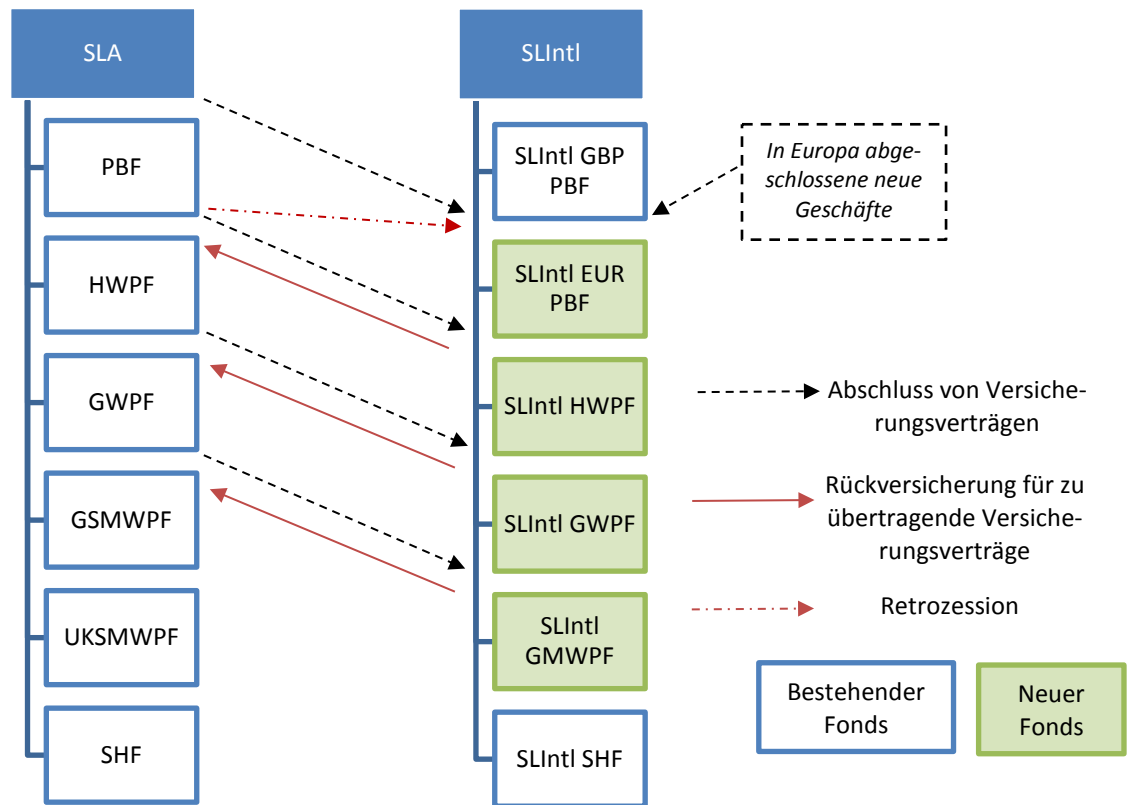 SLA
PBF
HWPF
GWPF
GSMWPF
UKSMWPF
SHF
SLIntl
SLIntl GBP
PBF
SLIntl EUR
PBF
SLIntl HWPF
SLIntl GWPF
SLIntl
GMWPF
SLIntl SHF
In Europa abge-
schlossene neue
Geschäfte
Abschluss von Versiche-
rungsverträgen
Rückversicherung für zu
übertragende Versiche-
rungsverträge
Retrozession
Bestehender
Fonds
Neuer
Fonds